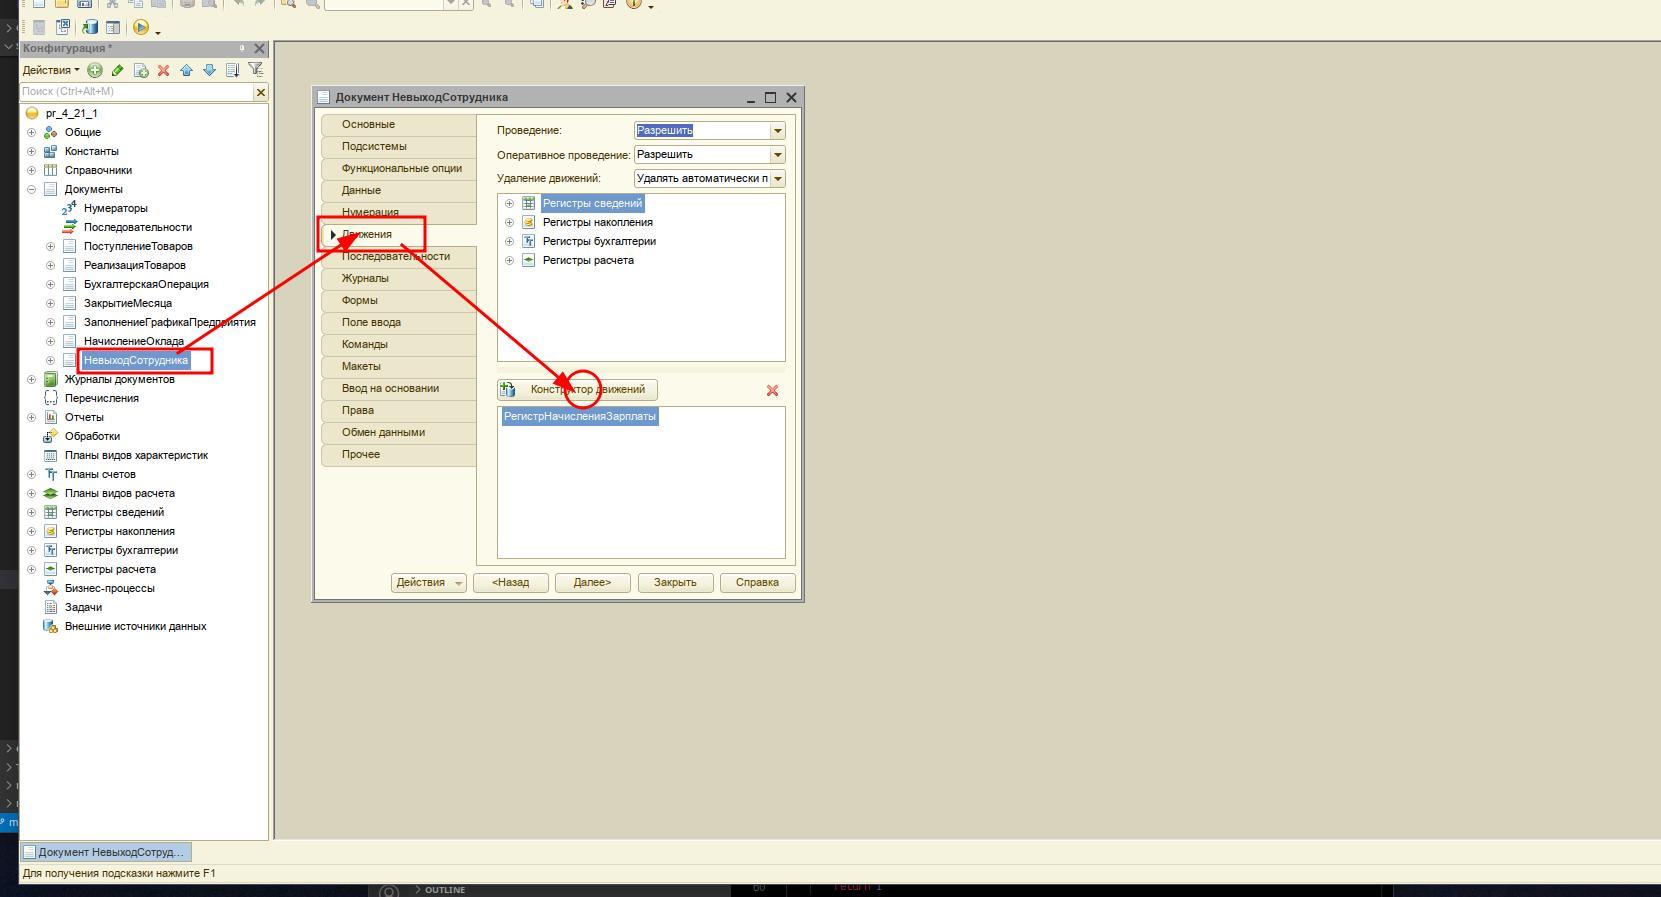 Конфигурация *
Действия
Поиск (Ctrl+Alt+M)
pr_4_21_1
Общие
Константы
Справочники
Документы
Нумераторы
Последовательности
ПоступлениеТоваров
РеализацияТоваров
БухгалтерскаяОперация
ЗакрытиеМесяца
ЗаполнениеГрафикаПредприятия
НачислениеОклада
НевыходСотрудника
Журналы документов
Перечисления
Отчеты
Обработки
Планы видов характеристик
Планы счетов
Планы видов расчета
Регистры сведений
Регистры накопления
Регистры бухгалтерии
Регистры расчета
Бизнес-процессы
Задачи
Внешние источники данных
Документ НевыходСотрудника
Основные
Подсистемы
Функциональные опции
Данные
Нумерация
Движения
Последовательности
Журналы
Формы
Поле ввода
Команды
Макеты
Ввод на основании
Права
Обмен данными
Прочее
Проведение: Разрешить
Оперативное проведение: Разрешить
Удаление движений: Удалять автоматически п
Регистры сведений
Регистры накопления
Регистры бухгалтерии
Регистры расчета
Конструктор движений
РегистрНачисленияЗарплаты
Действия <Назад Далее> Закрыть Справка
Документ НевыходСотруд...
Для получения подсказки нажмите F1
OUTLINE
60
return 1